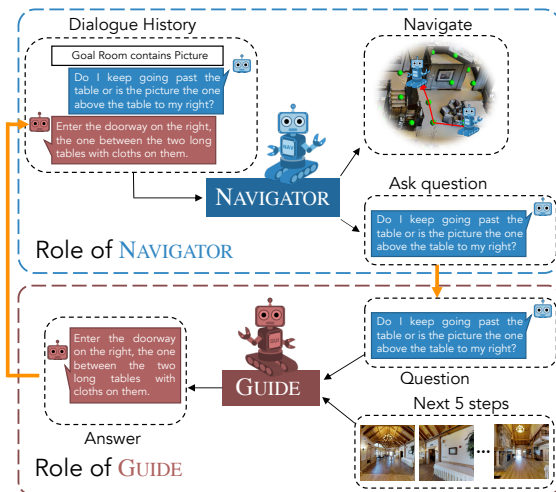 Dialogue History
Goal Room contains Picture
Do I keep going past the
table or is the picture the one
above the table to my right?
Enter the doorway on the right,
the one between the two long
tables with cloths on them.
NAV
NAVIGATOR
Navigate
Ask question
Do I keep going past the
table or is the picture the one
above the table to my right?
Role of NAVIGATOR
Do I keep going past the
table or is the picture the one
above the table to my right?
Question
Next 5 steps
...
GUI
GUIDE
Enter the doorway
on the right, the one
between the two
long tables with
cloths on them.
Answer
Role of GUIDE